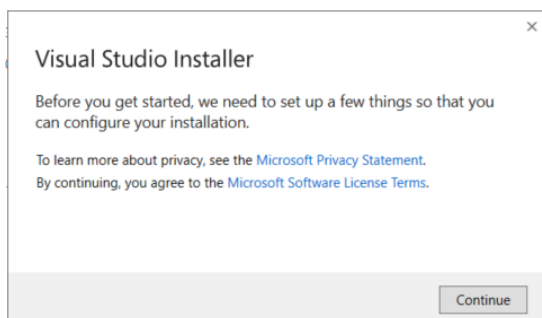 Visual Studio Installer
Before you get started, we need to set up a few things so that you
can configure your installation.
To learn more about privacy, see the Microsoft Privacy Statement.
By continuing, you agree to the Microsoft Software License Terms.
Continue